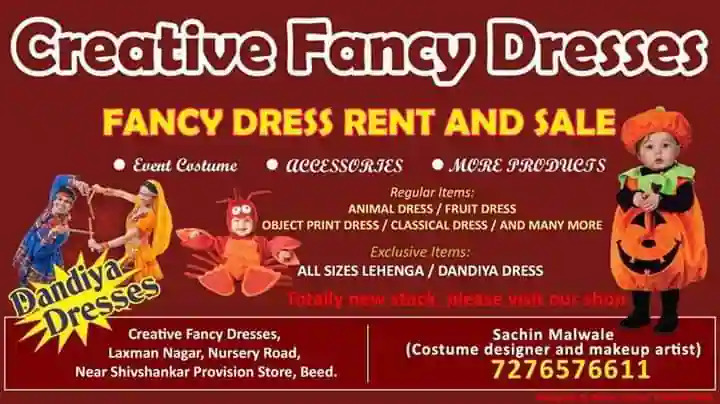 Creative Fancy Dresses
FANCY DRESS RENT AND SALE
Event Costume
ACCESSORIES
MORE PRODUCTS
Regular Items:
ANIMAL DRESS / FRUIT DRESS
OBJECT PRINT DRESS / CLASSICAL DRESS / AND MANY MORE
Exclusive Items:
ALL SIZES LEHENGA / DANDIYA DRESS
Totally new stock, please visit our shop
Dandiya
Dresses
Creative Fancy Dresses,
Laxman Nagar, Nursery Road,
Near Shivshankar Provision Store, Beed.
Sachin Malwale
(Costume designer and makeup artist)
7276576611